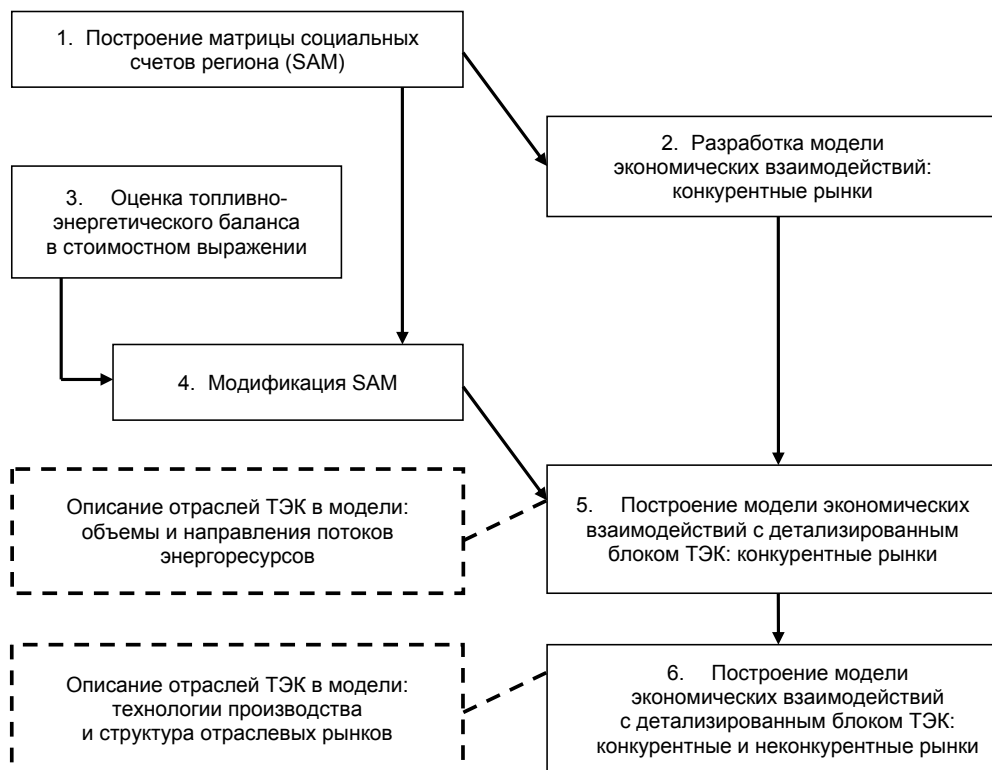 1. Построение матрицы социальных
счетов региона (SAM)
2. Разработка модели
экономических взаимодействий:
конкурентные рынки
3. Оценка топливно-
энергетического баланса
в стоимостном выражении
4. Модификация SAM
Описание отраслей ТЭК в модели:
объемы и направления потоков
энергоресурсов
5. Построение модели экономических
взаимодействий с детализированным
блоком ТЭК: конкурентные рынки
Описание отраслей ТЭК в модели:
технологии производства
и структура отраслевых рынков
6. Построение модели
экономических взаимодействий
с детализированным блоком ТЭК:
конкурентные и неконкурентные рынки